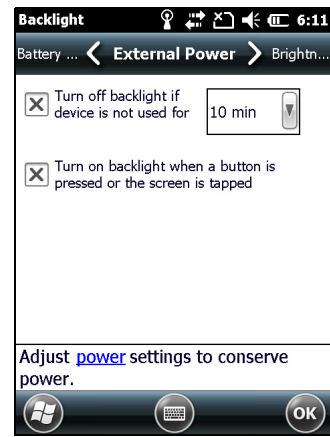 Backlight 6:11
Battery ... External Power Brightn...
Turn off backlight if
device is not used for
10 min
Turn on backlight when a button is
pressed or the screen is tapped
Adjust power settings to conserve
power.
OK